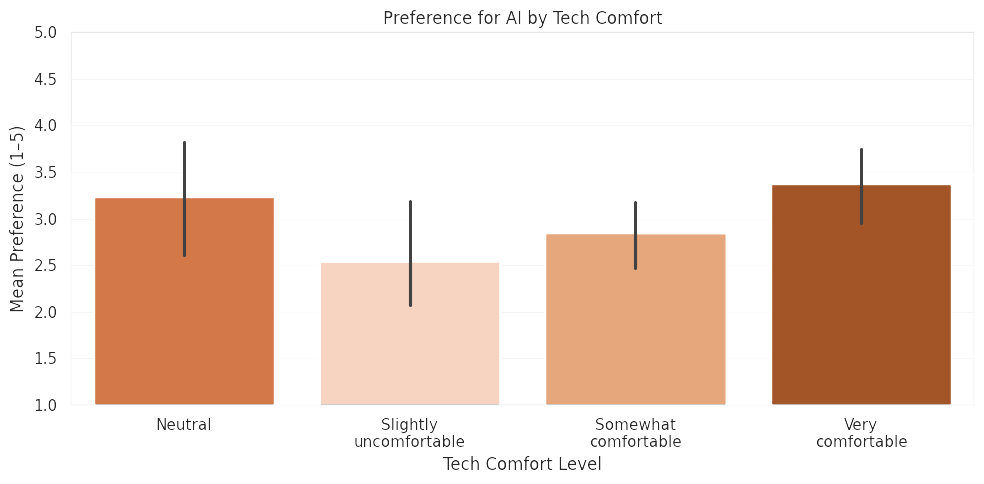 Preference for AI by Tech Comfort
Mean Preference (1–5)
5.0
4.5
4.0
3.5
3.0
2.5
2.0
1.5
1.0
Neutral
Slightly
uncomfortable
Somewhat
comfortable
Very
comfortable
Tech Comfort Level